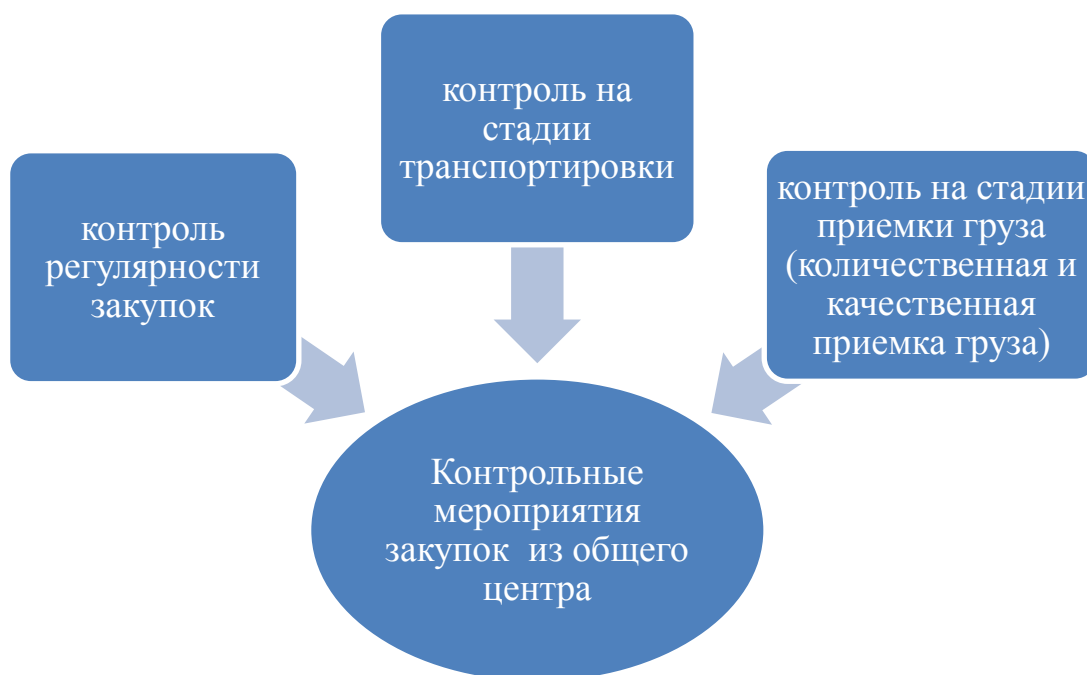 контроль
регулярности
закупок
контроль на
стадии
транспортировки
контроль на стадии
приемки груза
(количественная и
качественная
приемка груза)
Контрольные
мероприятия
закупок  из общего
центра